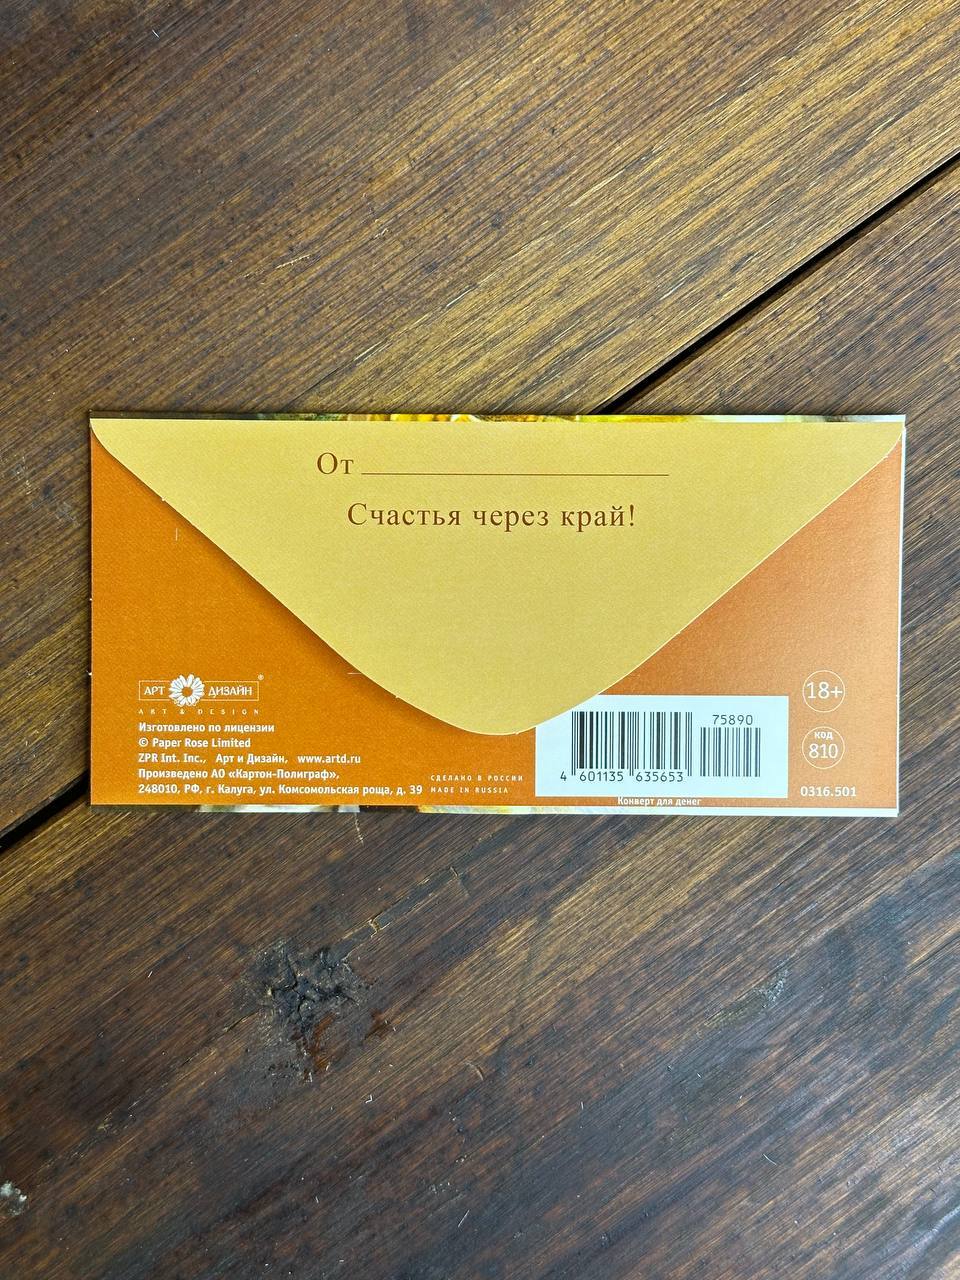 От
Счастья через край!
АРТ ДИЗАЙН ®
ART & DESIGN
Изготовлено по лицензии
© Paper Rose Limited
ZPR Int. Inc., Арт и Дизайн, www.artd.ru
Произведено АО «Картон-Полиграф»,
248010, РФ, г. Калуга, ул. Комсомольская роща, д. 39
СДЕЛАНО В РОССИИ
MADE IN RUSSIA
75890
4 601135 635653
Конверт для денег
18+
код
810
0316.501